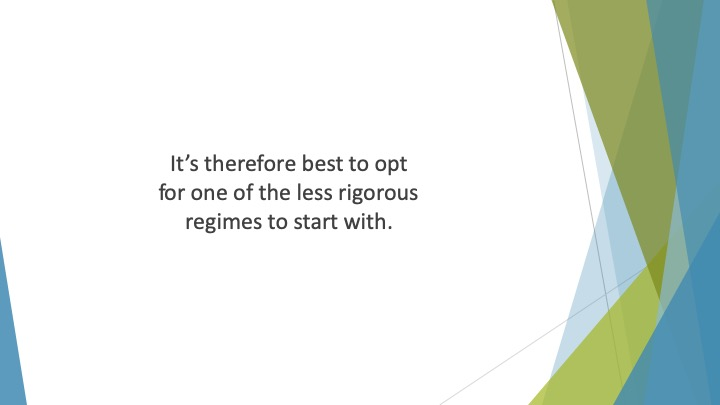 It’s therefore best to opt
for one of the less rigorous
regimes to start with.